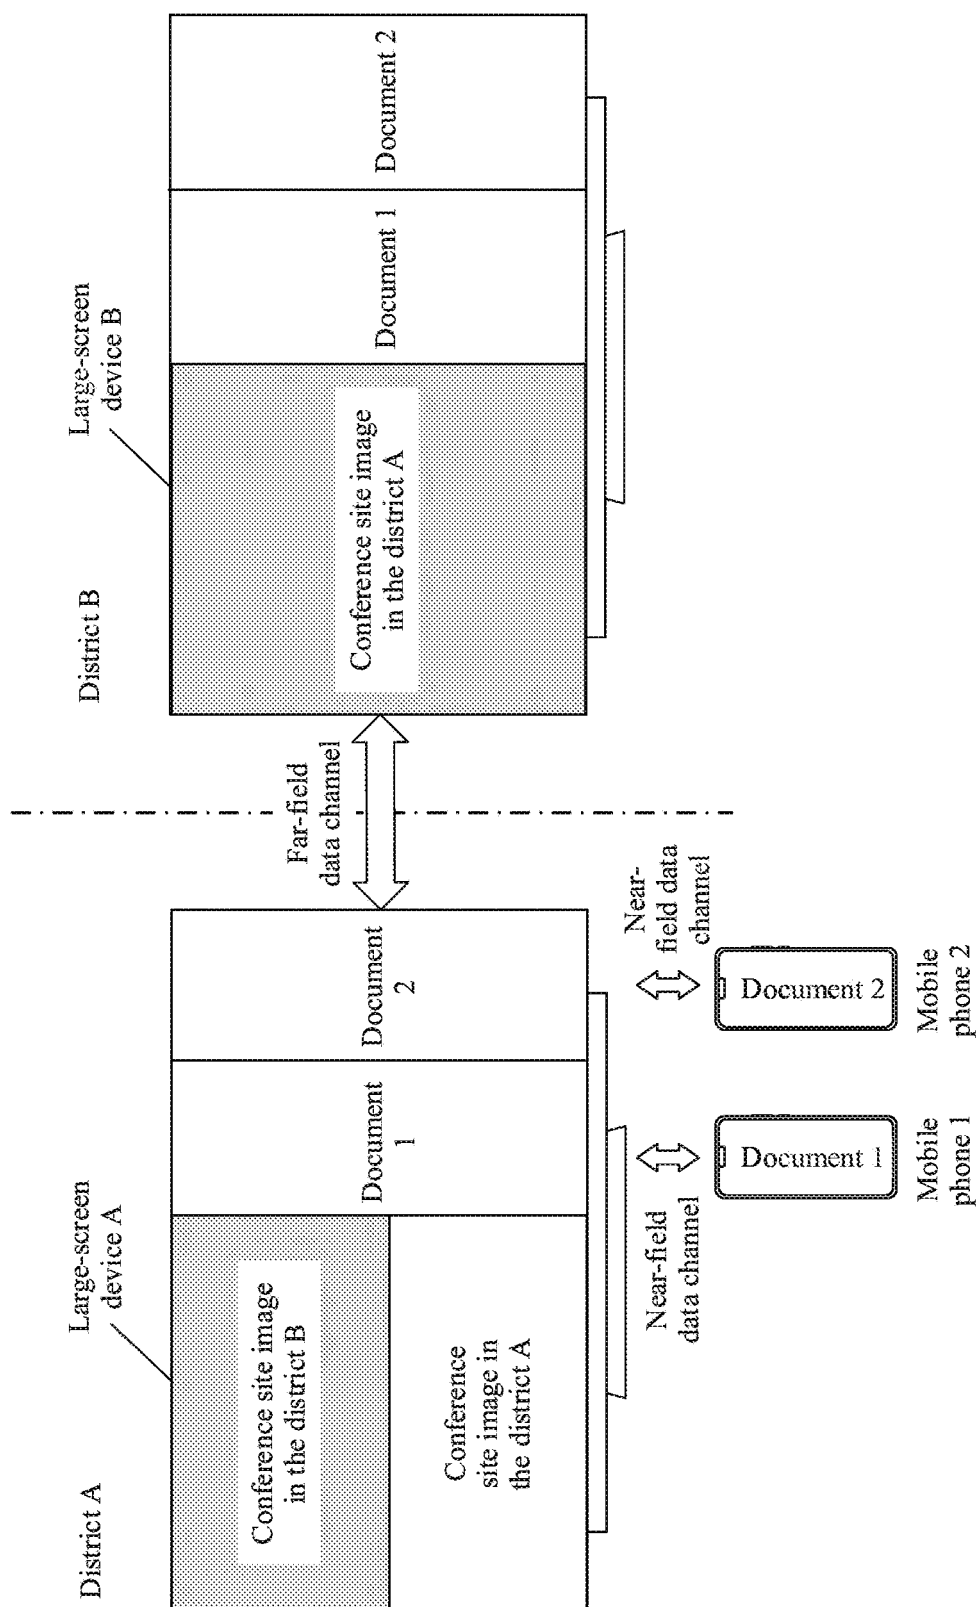 District A
Large-screen
device A
Conference site image
in the district B
Conference
site image in
the district A
Document
1
Document
2
Near-field
data channel
Near-
field data
channel
Document 1
Mobile
phone 1
Document 2
Mobile
phone 2
Far-field
data channel
District B
Large-screen
device B
Conference site image
in the district A
Document 1
Document 2